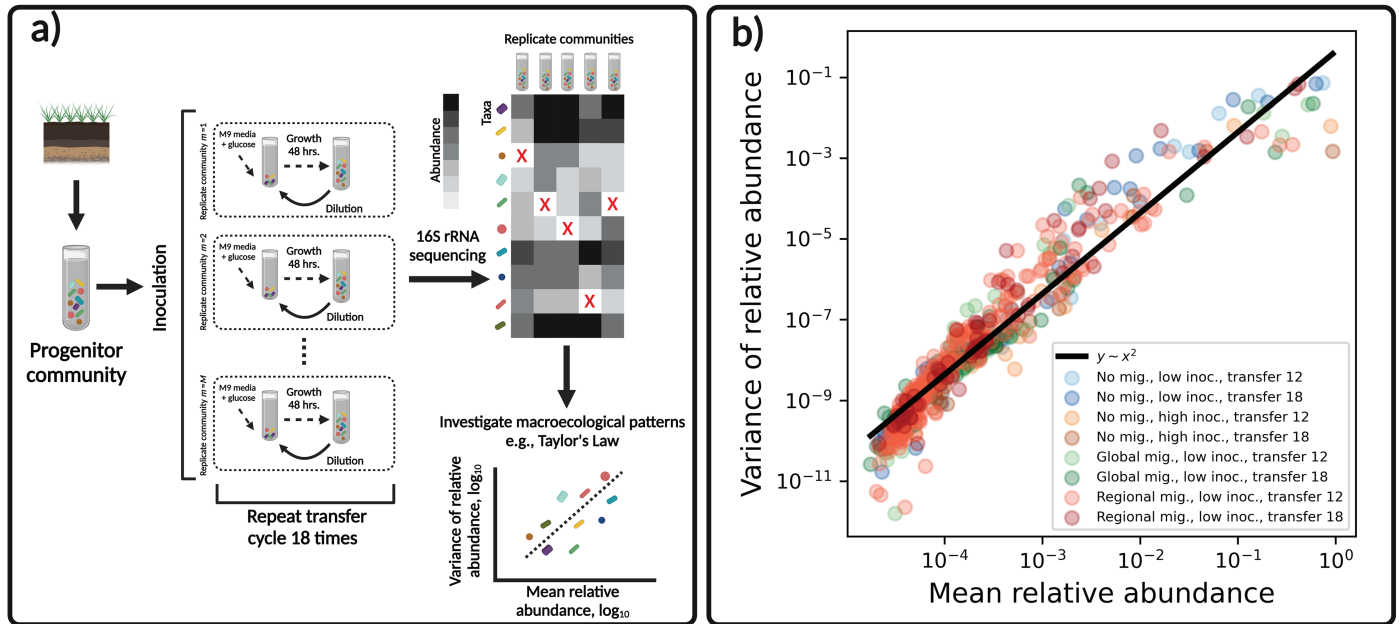 a)
Progenitor
community
Inoculation
Replicate community m=1
M9 media
+ glucose
Growth
48 hrs.
Dilution
Replicate community m=2
M9 media
+ glucose
Growth
48 hrs.
Dilution
Replicate community m=M
M9 media
+ glucose
Growth
48 hrs.
Dilution
Repeat transfer
cycle 18 times
16S rRNA
sequencing
Replicate communities
Abundance
Taxa
X
X
X
X
X
Investigate macroecological patterns
e.g., Taylor's Law
Variance of relative
abundance, log10
Mean relative
abundance, log10
b)
Variance of relative abundance
10⁻¹
10⁻³
10⁻⁵
10⁻⁷
10⁻⁹
10⁻¹¹
y ~ x²
No mig., low inoc., transfer 12
No mig., low inoc., transfer 18
No mig., high inoc., transfer 12
No mig., high inoc., transfer 18
Global mig., low inoc., transfer 12
Global mig., low inoc., transfer 18
Regional mig., low inoc., transfer 12
Regional mig., low inoc., transfer 18
10⁻⁴ 10⁻³ 10⁻² 10⁻¹ 10⁰
Mean relative abundance